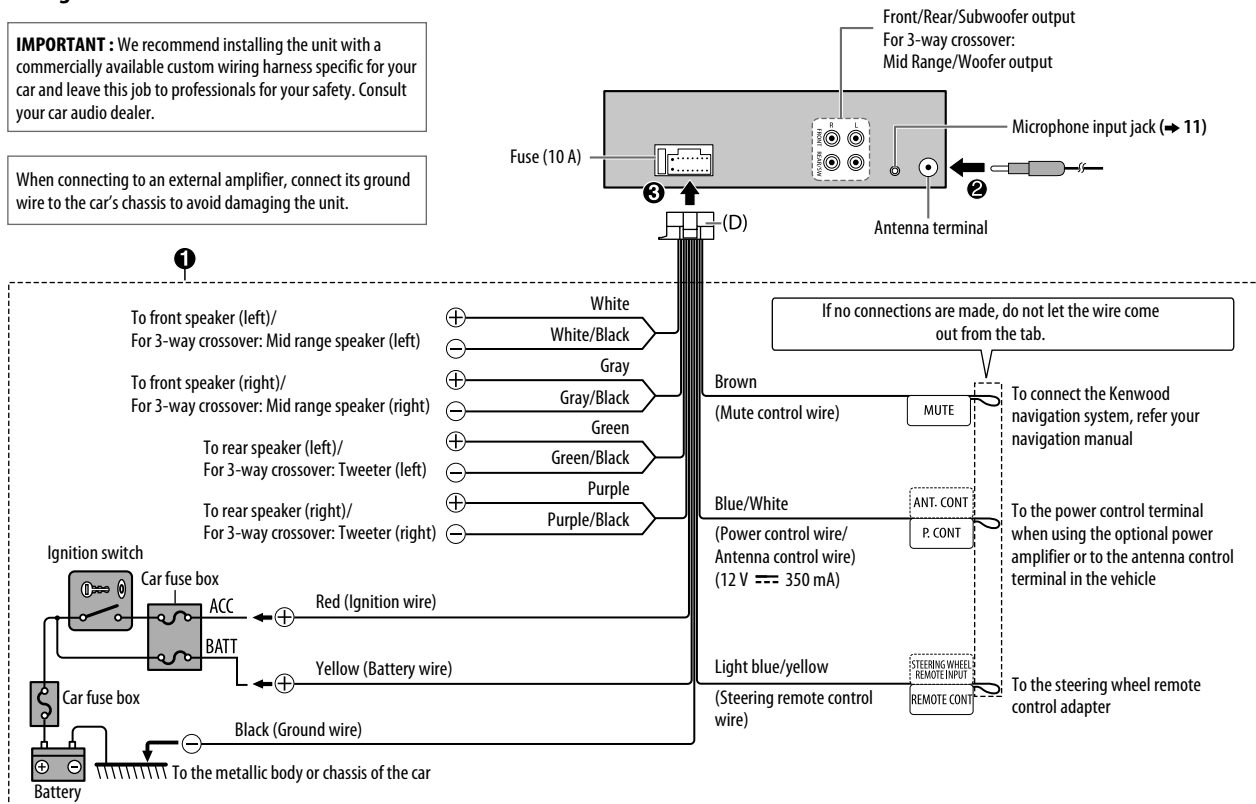 IMPORTANT : We recommend installing the unit with a
commercially available custom wiring harness specific for your
car and leave this job to professionals for your safety. Consult
your car audio dealer.
When connecting to an external amplifier, connect its ground
wire to the car's chassis to avoid damaging the unit.
Front/Rear/Subwoofer output
For 3-way crossover:
Mid Range/Woofer output
R L
FRONT
REAR/SW
Microphone input jack (➜ 11)
Fuse (10 A)
❸
❷
(D)
Antenna terminal
❶
To front speaker (left)/
For 3-way crossover: Mid range speaker (left)
White
White/Black
To front speaker (right)/
For 3-way crossover: Mid range speaker (right)
Gray
Gray/Black
To rear speaker (left)/
For 3-way crossover: Tweeter (left)
Green
Green/Black
To rear speaker (right)/
For 3-way crossover: Tweeter (right)
Purple
Purple/Black
If no connections are made, do not let the wire come
out from the tab.
Brown
(Mute control wire)
MUTE
To connect the Kenwood
navigation system, refer your
navigation manual
Blue/White
(Power control wire/
Antenna control wire)
(12 V ⎓ 350 mA)
ANT. CONT
P. CONT
To the power control terminal
when using the optional power
amplifier or to the antenna control
terminal in the vehicle
Light blue/yellow
(Steering remote control
wire)
STEERING WHEEL
REMOTE INPUT
REMOTE CONT
To the steering wheel remote
control adapter
Ignition switch
Car fuse box
ACC
Red (Ignition wire)
BATT
Yellow (Battery wire)
Car fuse box
Black (Ground wire)
To the metallic body or chassis of the car
Battery